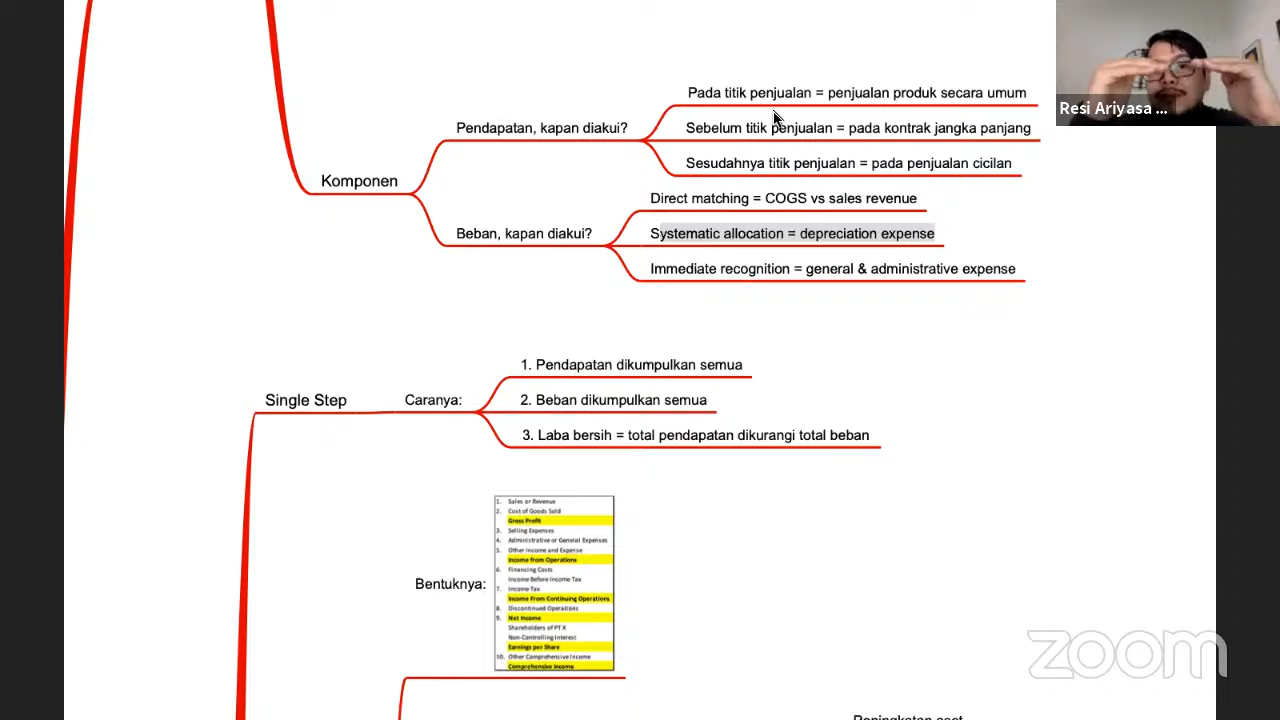 Resi Ariyasa ...
Pada titik penjualan = penjualan produk secara umum
Pendapatan, kapan diakui?
Sebelum titik penjualan = pada kontrak jangka panjang
Sesudahnya titik penjualan = pada penjualan cicilan
Komponen
Direct matching = COGS vs sales revenue
Beban, kapan diakui?
Systematic allocation = depreciation expense
Immediate recognition = general & administrative expense
1. Pendapatan dikumpulkan semua
Single Step
Caranya:
2. Beban dikumpulkan semua
3. Laba bersih = total pendapatan dikurangi total beban
Bentuknya:
1. Sales or Revenue
2. Cost of Goods Sold
Gross Profit
3. Selling Expenses
4. Administrative or General Expenses
5. Other Income and Expense
Income from Operations
6. Financing Costs
Income Before Income Tax
7. Income Tax
Income From Continuing Operations
8. Discontinued Operations
9. Net Income
Shareholders of PT X
Non-Controlling Interest
Earnings per Share
10. Other Comprehensive Income
Comprehensive Income
zoom